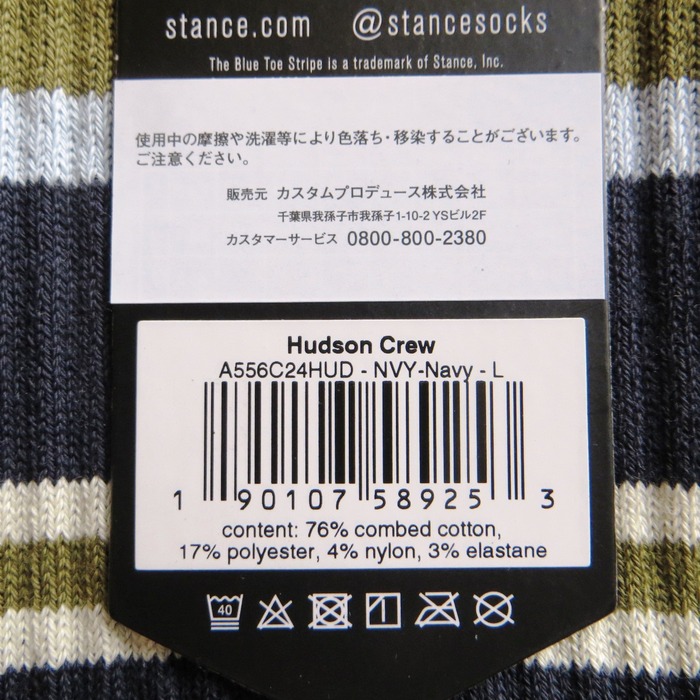 stance.com @stancesocks
The Blue Toe Stripe is a trademark of Stance, Inc.
使用中の摩擦や洗濯等により色落ち・移染することがございます。
ご注意ください。
販売元 カスタムプロデュース株式会社
千葉県我孫子市我孫子1-10-2 YSビル2F
カスタマーサービス 0800-800-2380
Hudson Crew
A556C24HUD - NVY-Navy - L
1 90107 58925 3
content: 76% combed cotton,
17% polyester, 4% nylon, 3% elastane
40